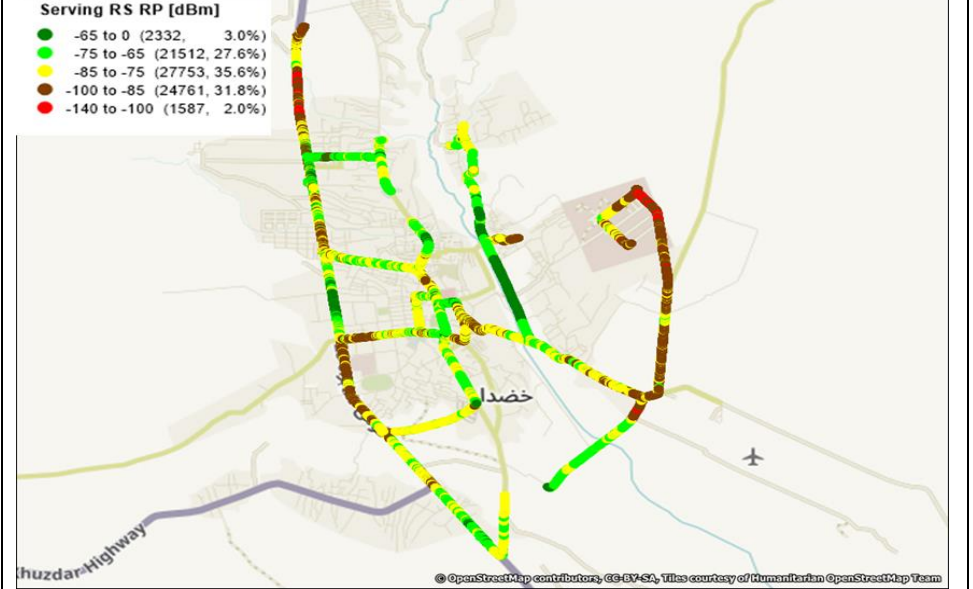 Serving RS RP [dBm]
-65 to 0 (2332, 3.0%)
-75 to -65 (21512, 27.6%)
-85 to -75 (27753, 35.6%)
-100 to -85 (24761, 31.8%)
-140 to -100 (1587, 2.0%)
خضدا
huzdar-Highway
© OpenStreetMap contributors, CC-BY-SA, Tiles courtesy of Humanitarian OpenStreetMap Team